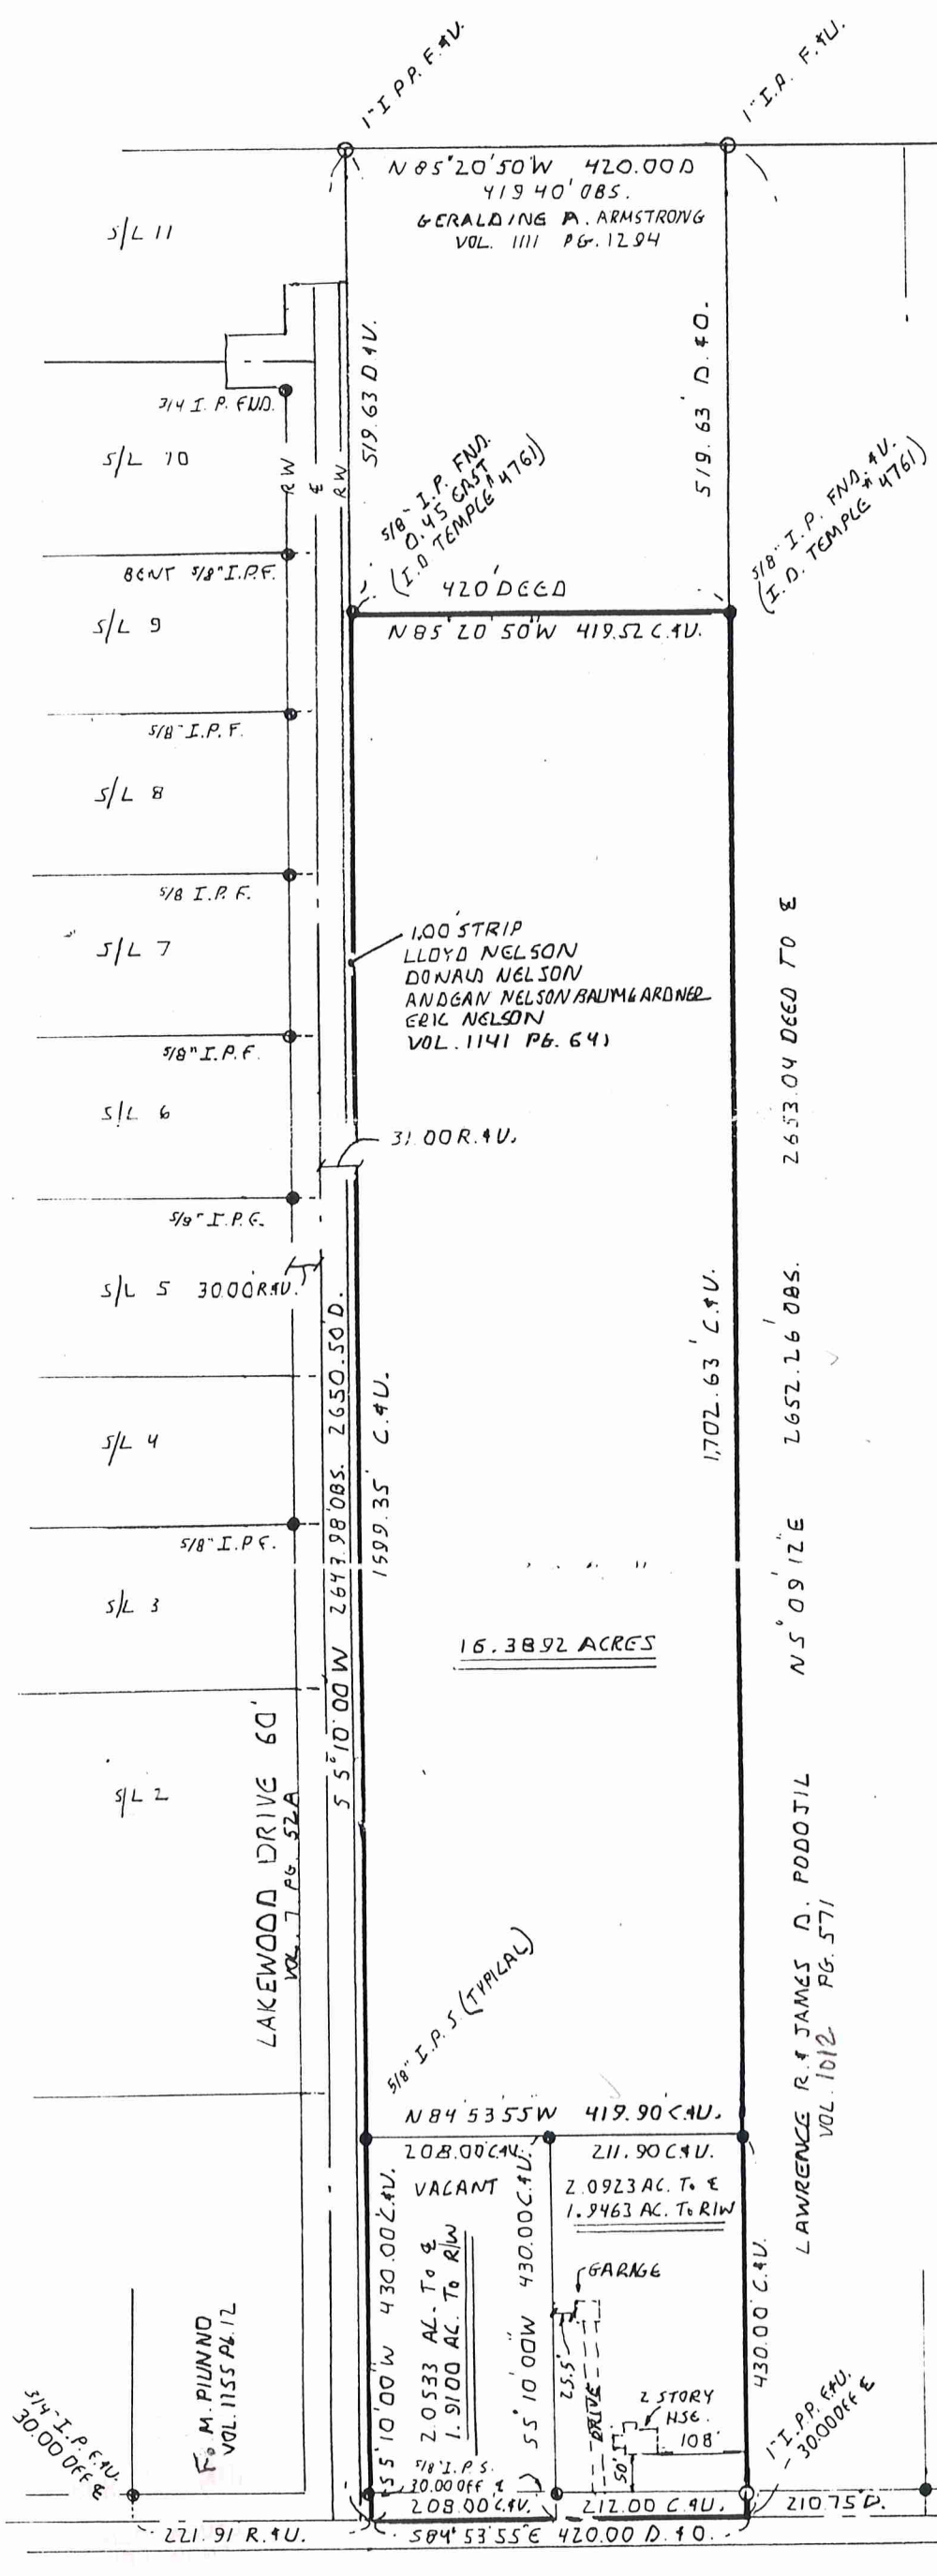 1" I.P.P. F.&U.
1" I.P. F.&U.
N 85°20'50"W 420.00 D
419 40' OBS.
GERALDINE A. ARMSTRONG
VOL. 1111 PG. 1294
S/L 11
519.63 D&U.
519.63' D.&O.
3/4 I. P. FND.
S/L 10
RW
RW
5/8" I.P. FND.
0.45 EAST
(I.D TEMPLE #4761)
5/8" I.P. FND.&U.
(I.D. TEMPLE #4761)
BENT 5/8" I.P.F.
420' DEED
N 85°20'50"W 419.52 C.&U.
S/L 9
5/8" I.P. F.
S/L 8
5/8 I.P. F.
S/L 7
1.00' STRIP
LLOYD NELSON
DONALD NELSON
ANDEAN NELSON BAUMGARDNER
ERIC NELSON
VOL. 1141 PG. 641
5/8" I.P.F.
S/L 6
31.00 R.&U.
5/8" I.P.F.
S/L 5 30.00 R&U.
S/L 4
5/8" I.P F.
S/L 3
S/L 2
S 5°10'00"W 2647.98' OBS. 2650.50' D.
1599.35' C.&U.
1,702.63' C.&U.
N 5°09'12"E 2652.26' OBS. 2653.04 DEED TO ℄
16.3892 ACRES
LAKEWOOD DRIVE 60'
VOL. 7 PG. 52A
LAWRENCE R. & JAMES D. PODOJIL
VOL. 1012 PG. 571
5/8" I.P. S. (TYPICAL)
N 84°53'55"W 419.90' C.&U.
208.00' C.&U.
211.90 C&U.
VACANT
2.0923 AC. To ℄
1.9463 AC. To R/W
2.0533 AC. To ℄
1.9100 AC. To R/W
S 5°10'00"W 430.00' C.&U.
S 5°10'00"W 430.00 C.&U.
430.00' C.&U.
GARAGE
25.5'
DRIVE
2 STORY
HSE.
108'
50'
M. PIUNNO
VOL. 1155 PG. 12
3/4" I.P. F.&U.
30.00 OFF ℄
5/8" I.P. S.
30.00 OFF ℄
1" I.P.P. F.&U.
30.00 OFF ℄
208.00' C.&U.
212.00 C.&U.
210.75' D.
221.91 R.&U.
S 84°53'55"E 420.00 D.&O.